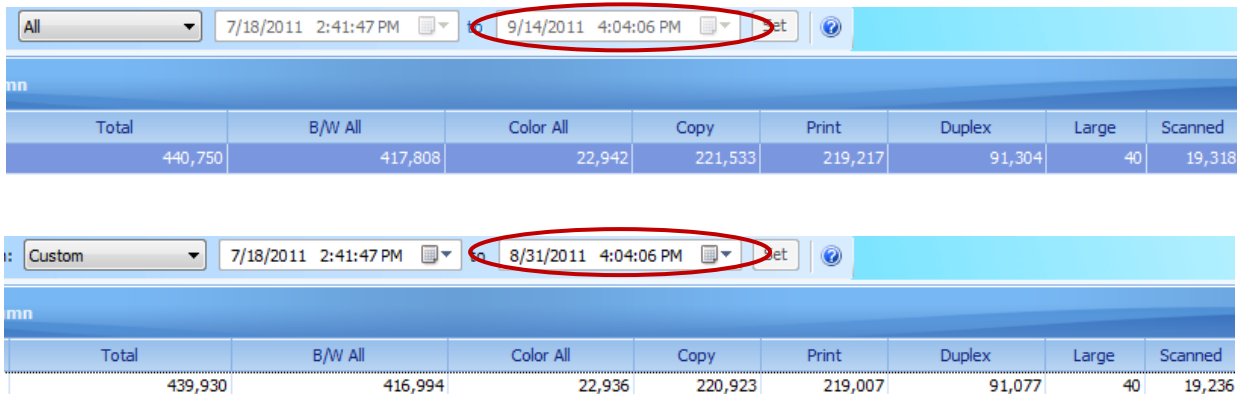 All 7/18/2011 2:41:47 PM to 9/14/2011 4:04:06 PM Set
mn
Total B/W All Color All Copy Print Duplex Large Scanned
440,750 417,808 22,942 221,533 219,217 91,304 40 19,318
: Custom 7/18/2011 2:41:47 PM to 8/31/2011 4:04:06 PM Set
mn
Total B/W All Color All Copy Print Duplex Large Scanned
439,930 416,994 22,936 220,923 219,007 91,077 40 19,236